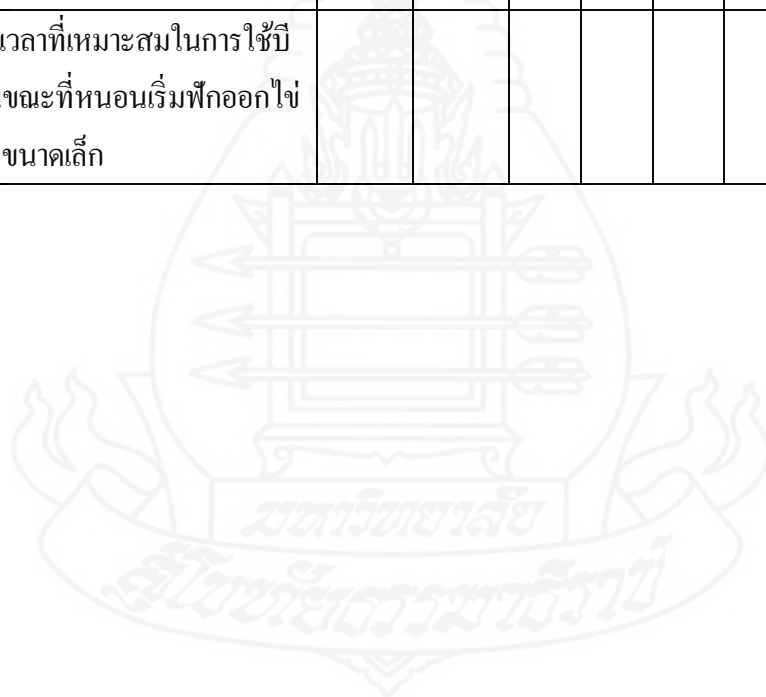 วลาที่เหมาะสมในการใช้บี
ขณะที่หนอนเริ่มฟักออกไข่
ขนาดเล็ก
มหาวิทยาลัย
สุโขทัยธรรมาธิราช